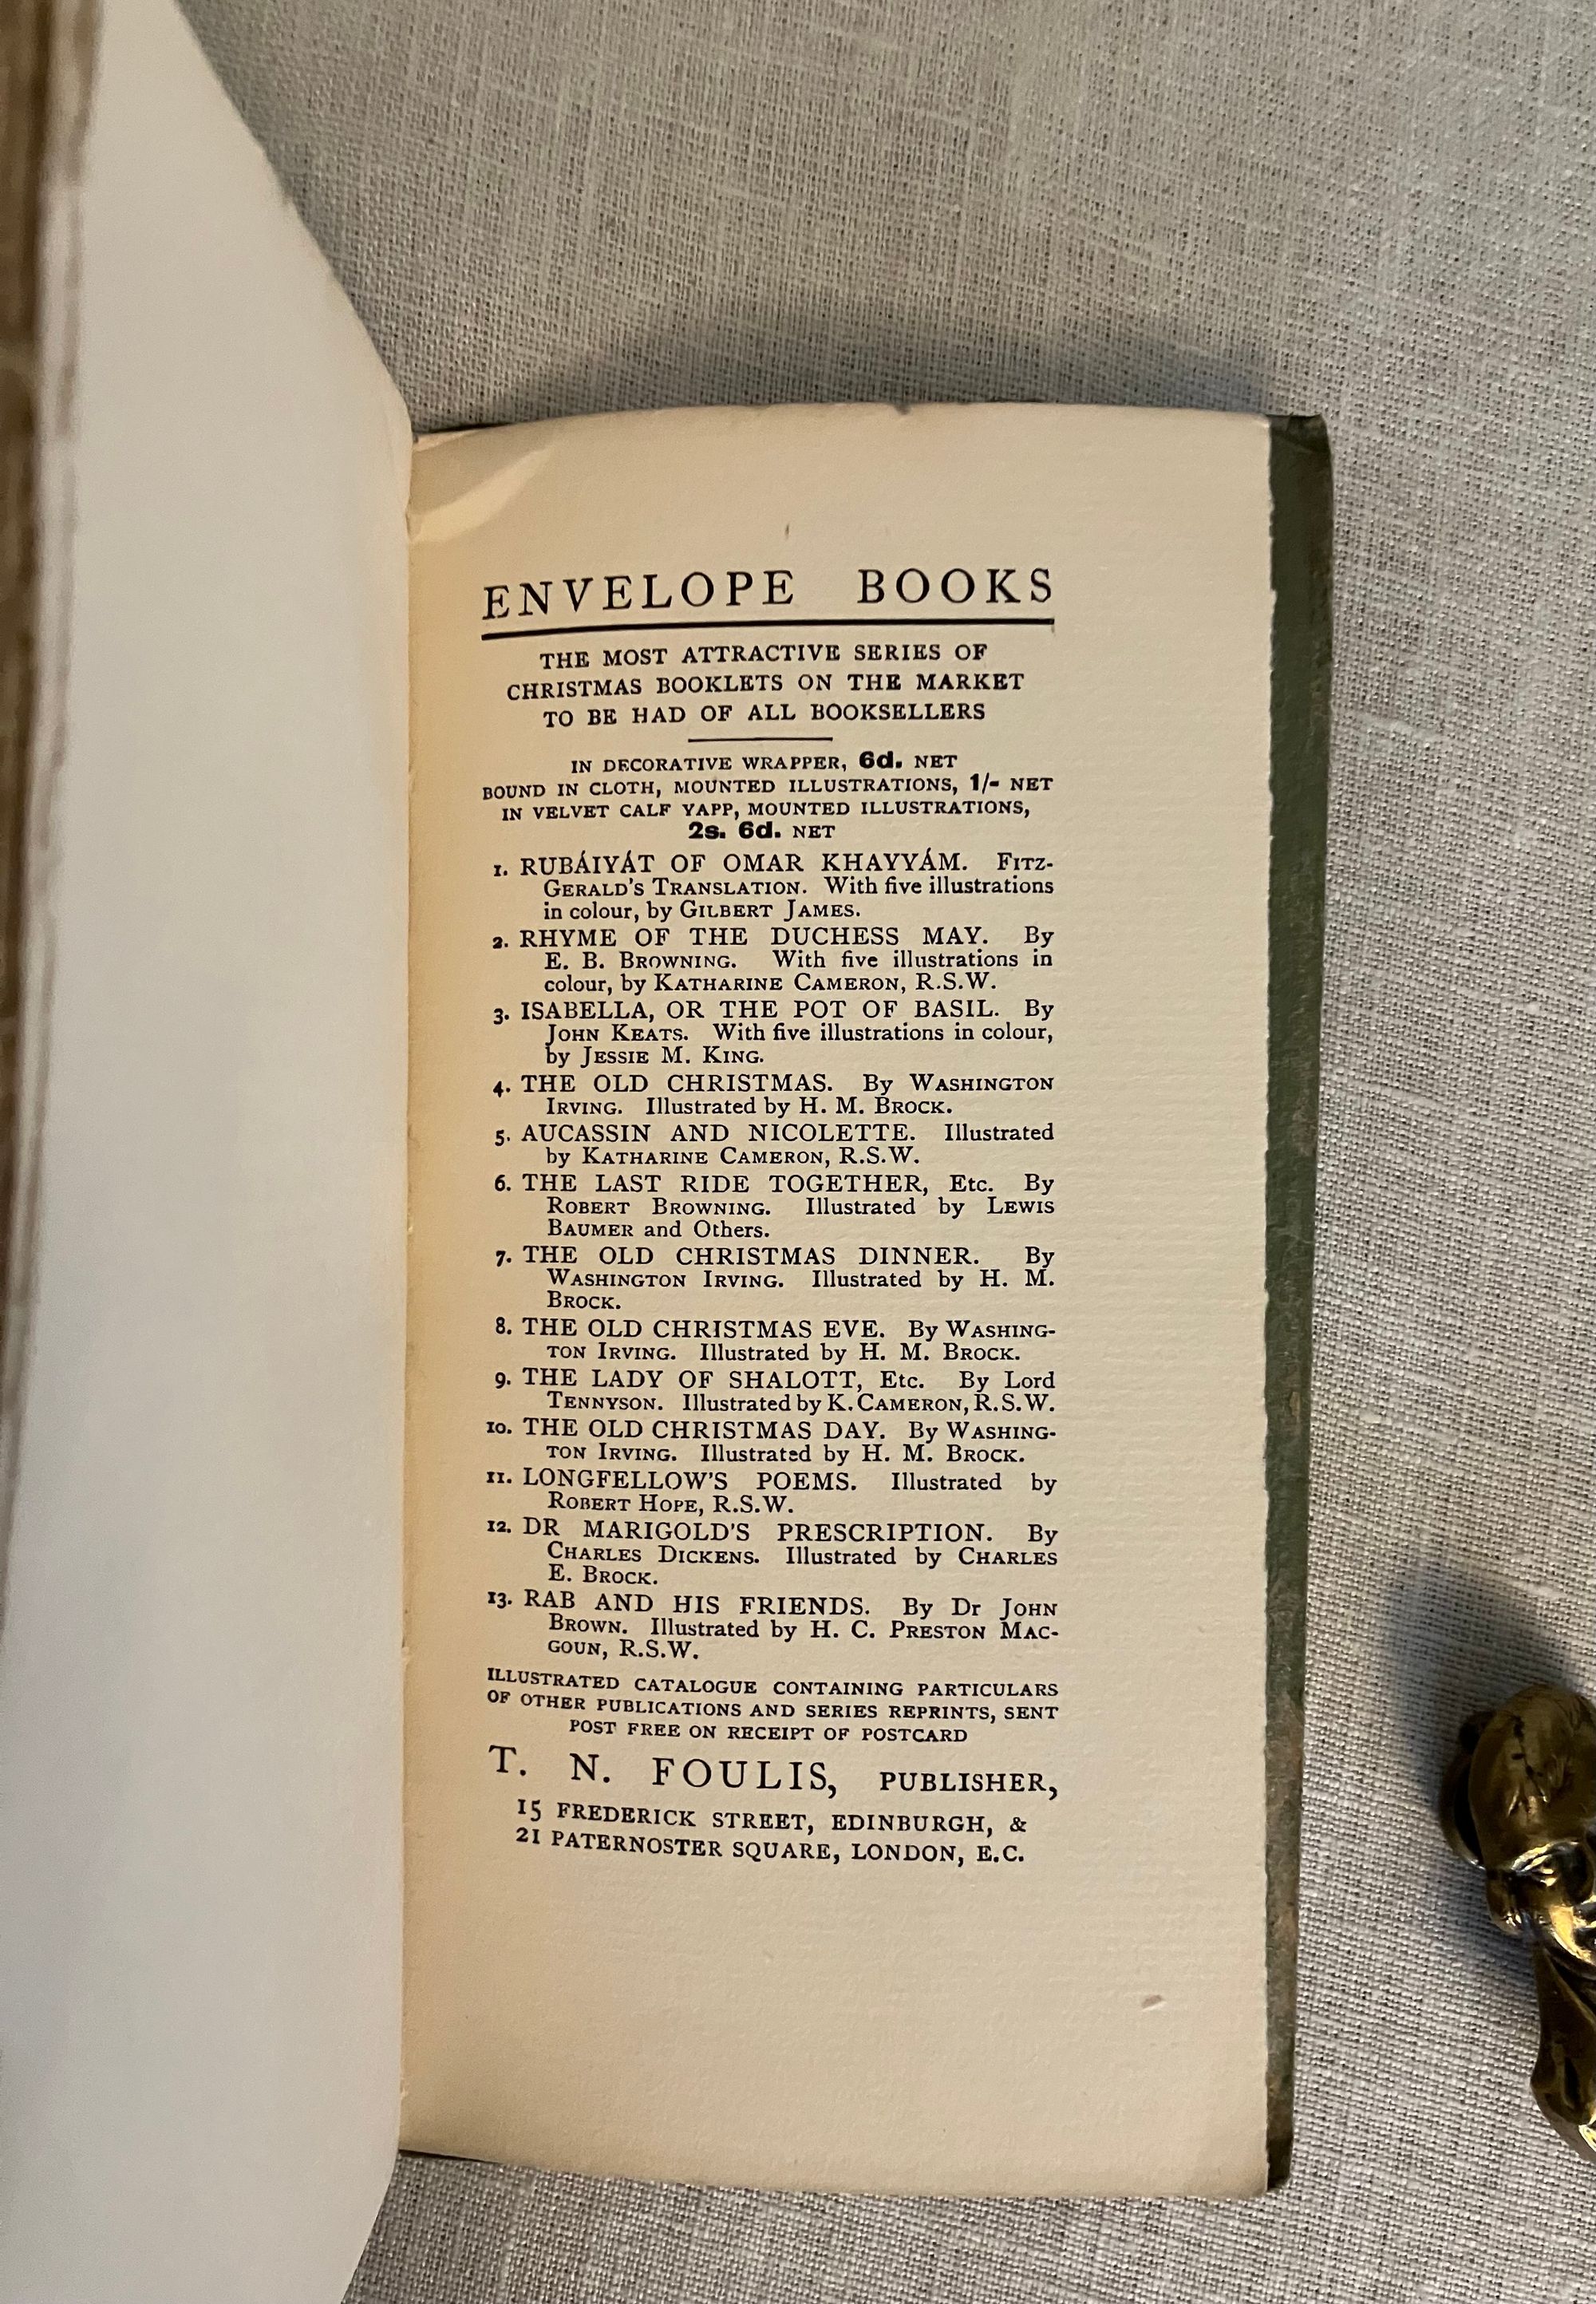 ENVELOPE BOOKS
THE MOST ATTRACTIVE SERIES OF
CHRISTMAS BOOKLETS ON THE MARKET
TO BE HAD OF ALL BOOKSELLERS
IN DECORATIVE WRAPPER, 6d. NET
BOUND IN CLOTH, MOUNTED ILLUSTRATIONS, 1/- NET
IN VELVET CALF YAPP, MOUNTED ILLUSTRATIONS,
2s. 6d. NET
1. RUBÁIYÁT OF OMAR KHAYYÁM. FITZ-
GERALD'S TRANSLATION. With five illustrations
in colour, by GILBERT JAMES.
2. RHYME OF THE DUCHESS MAY. By
E. B. BROWNING. With five illustrations in
colour, by KATHARINE CAMERON, R.S.W.
3. ISABELLA, OR THE POT OF BASIL. By
JOHN KEATS. With five illustrations in colour,
by JESSIE M. KING.
4. THE OLD CHRISTMAS. By WASHINGTON
IRVING. Illustrated by H. M. BROCK.
5. AUCASSIN AND NICOLETTE. Illustrated
by KATHARINE CAMERON, R.S.W.
6. THE LAST RIDE TOGETHER, Etc. By
ROBERT BROWNING. Illustrated by LEWIS
BAUMER and Others.
7. THE OLD CHRISTMAS DINNER. By
WASHINGTON IRVING. Illustrated by H. M.
BROCK.
8. THE OLD CHRISTMAS EVE. By WASHING-
TON IRVING. Illustrated by H. M. BROCK.
9. THE LADY OF SHALOTT, Etc. By Lord
TENNYSON. Illustrated by K. CAMERON, R.S.W.
10. THE OLD CHRISTMAS DAY. By WASHING-
TON IRVING. Illustrated by H. M. BROCK.
11. LONGFELLOW'S POEMS. Illustrated by
ROBERT HOPE, R.S.W.
12. DR MARIGOLD'S PRESCRIPTION. By
CHARLES DICKENS. Illustrated by CHARLES
E. BROCK.
13. RAB AND HIS FRIENDS. By Dr JOHN
BROWN. Illustrated by H. C. PRESTON MAC-
GOUN, R.S.W.
ILLUSTRATED CATALOGUE CONTAINING PARTICULARS
OF OTHER PUBLICATIONS AND SERIES REPRINTS, SENT
POST FREE ON RECEIPT OF POSTCARD
T. N. FOULIS, PUBLISHER,
15 FREDERICK STREET, EDINBURGH, &
21 PATERNOSTER SQUARE, LONDON, E.C.